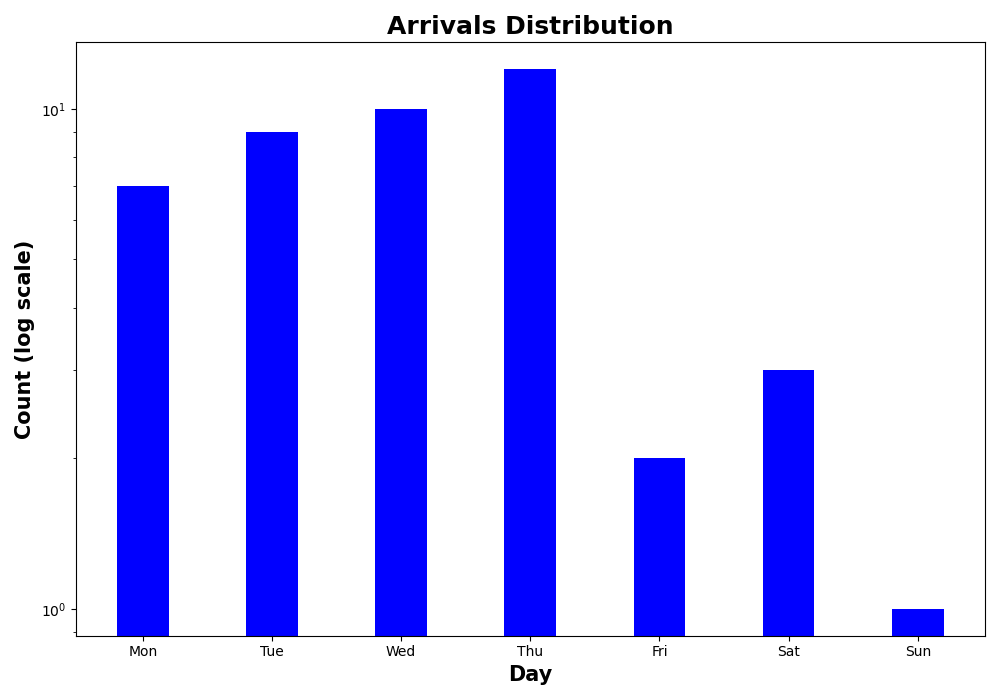 Arrivals Distribution
Count (log scale)
10¹
10⁰
Mon Tue Wed Thu Fri Sat Sun
Day